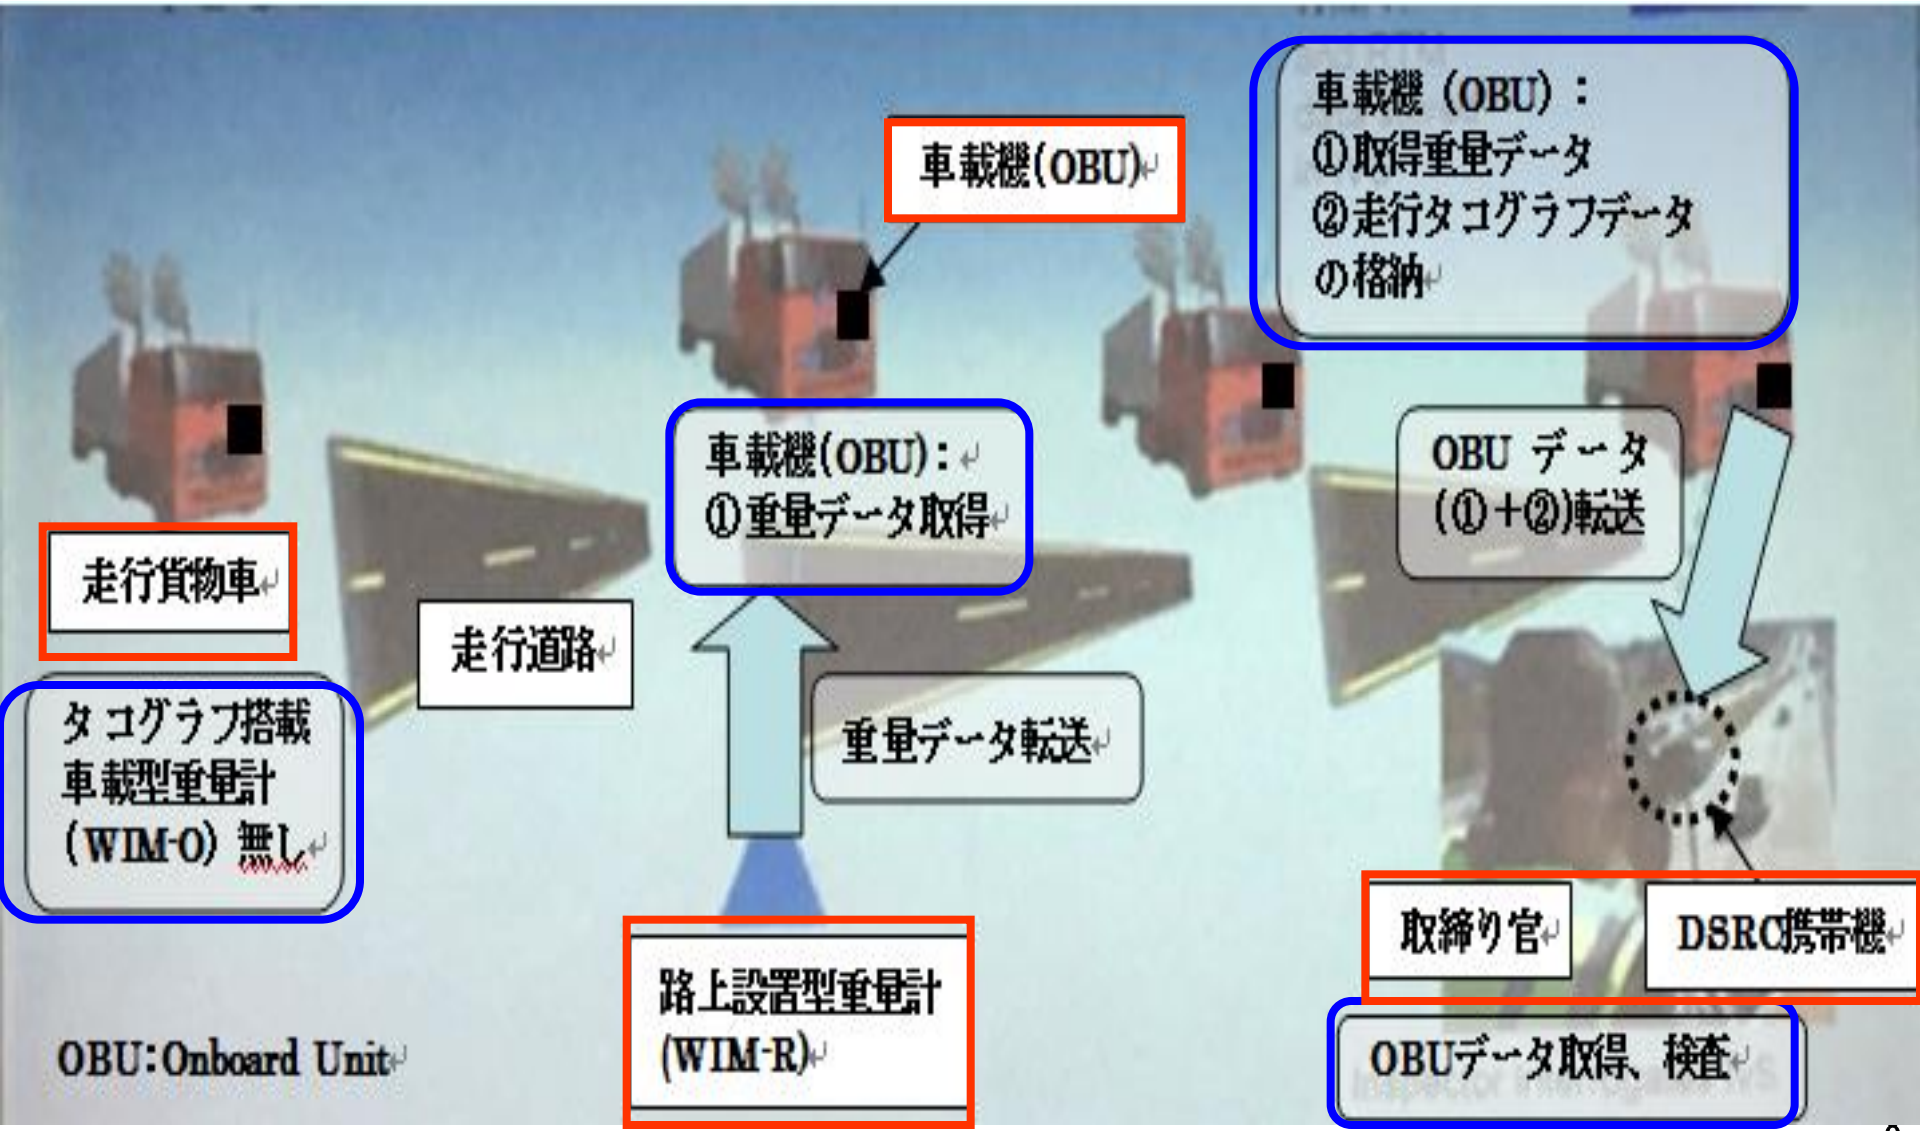 車載機(OBU)
車載機 (OBU) :
①取得重量データ
②走行タコグラフデータ
の格納
車載機(OBU):
①重量データ取得
OBU データ
(①+②)転送
走行貨物車
走行道路
タコグラフ搭載
車載型重量計
(WIM-O) 無し
重量データ転送
取締り官
DSRC携帯機
路上設置型重量計
(WIM-R)
OBU:Onboard Unit
OBUデータ取得、検査